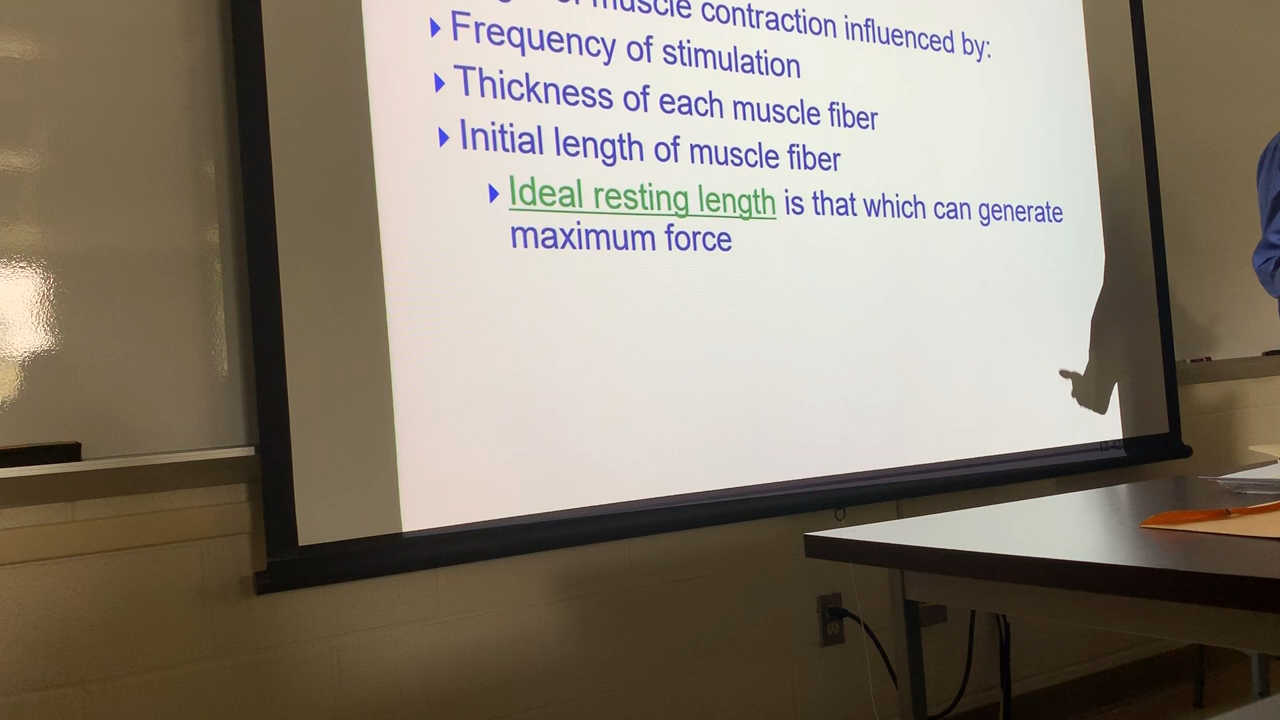 of muscle contraction influenced by:
Frequency of stimulation
Thickness of each muscle fiber
Initial length of muscle fiber
Ideal resting length is that which can generate
maximum force